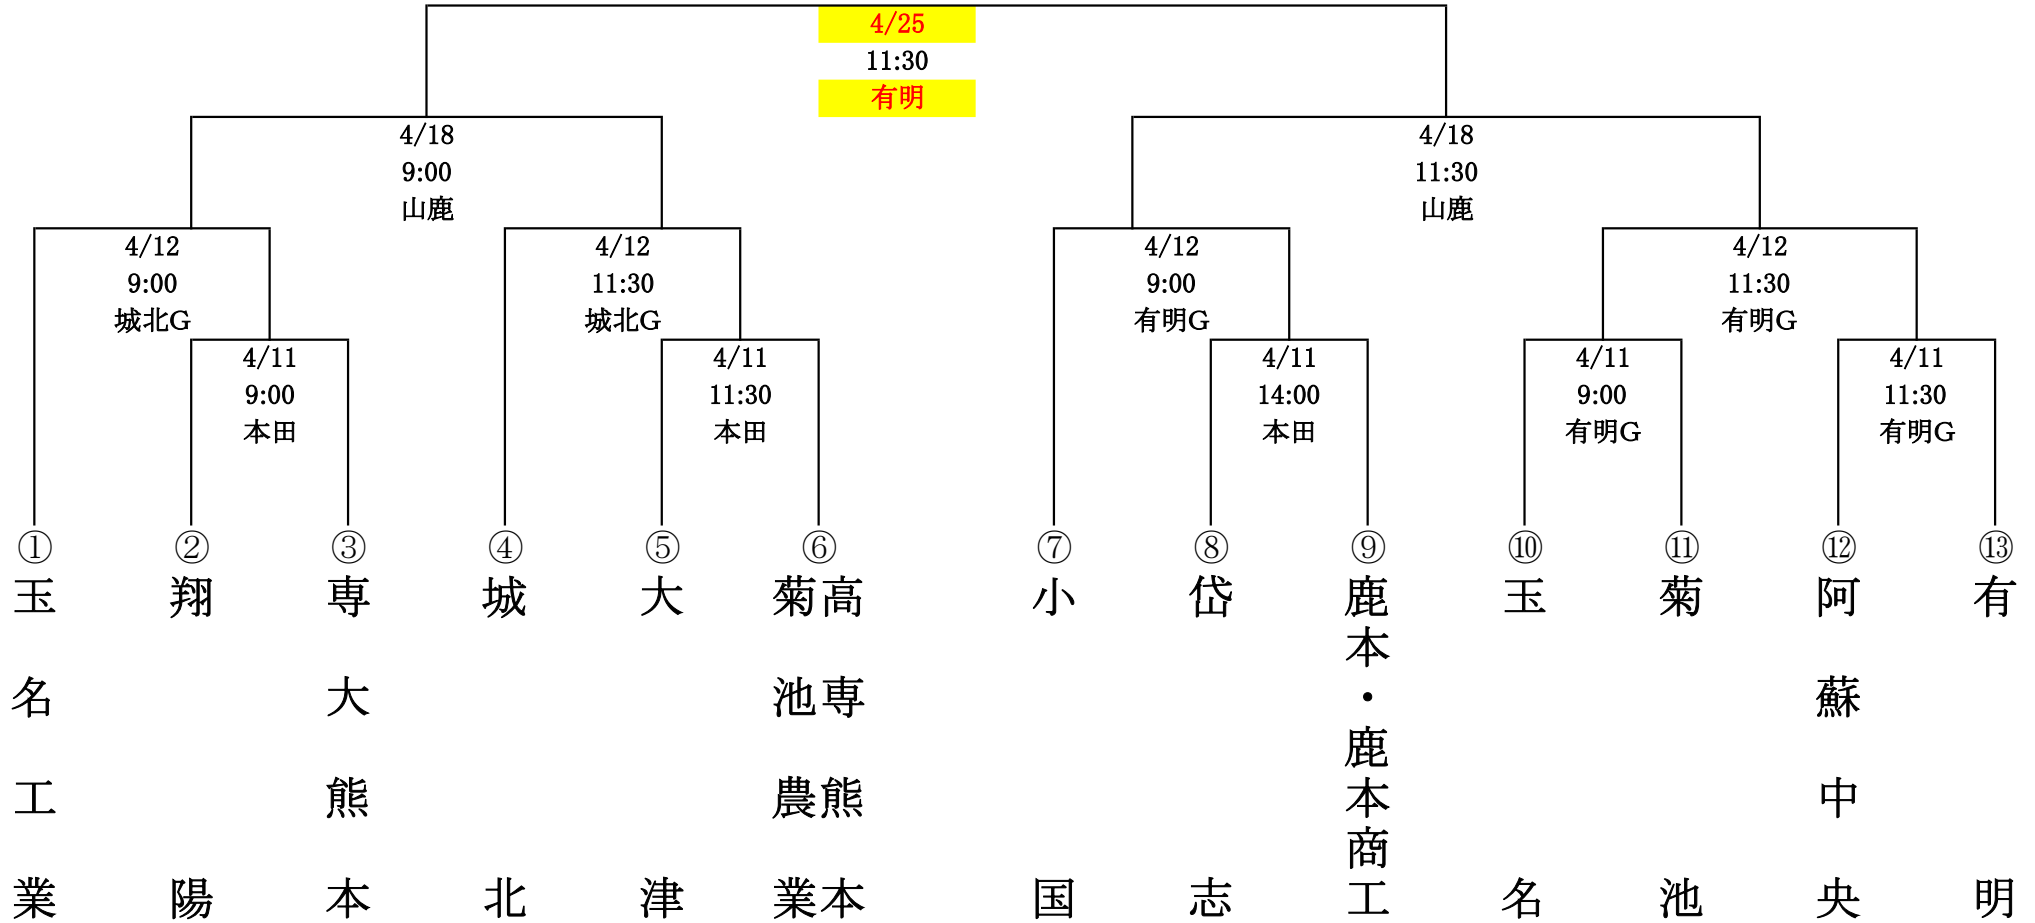 4/25
11:30
有明
4/18
9:00
山鹿
4/18
11:30
山鹿
4/12
9:00
城北G
4/12
11:30
城北G
4/12
9:00
有明G
4/12
11:30
有明G
4/11
9:00
本田
4/11
11:30
本田
4/11
14:00
本田
4/11
9:00
有明G
4/11
11:30
有明G
①
玉名工業
②
翔陽
③
専大熊本
④
城北
⑤
大津
⑥
高専熊本
菊池農業
⑦
小国
⑧
岱志
⑨
鹿本・鹿本商工
⑩
玉名
⑪
菊池
⑫
阿蘇中央
⑬
有明